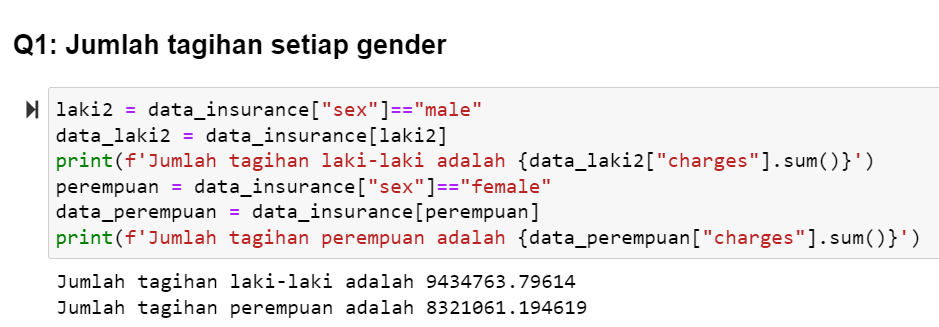 Q1: Jumlah tagihan setiap gender
laki2 = data_insurance["sex"]=="male"
data_laki2 = data_insurance[laki2]
print(f'Jumlah tagihan laki-laki adalah {data_laki2["charges"].sum()}')
perempuan = data_insurance["sex"]=="female"
data_perempuan = data_insurance[perempuan]
print(f'Jumlah tagihan perempuan adalah {data_perempuan["charges"].sum()}')
Jumlah tagihan laki-laki adalah 9434763.79614
Jumlah tagihan perempuan adalah 8321061.194619